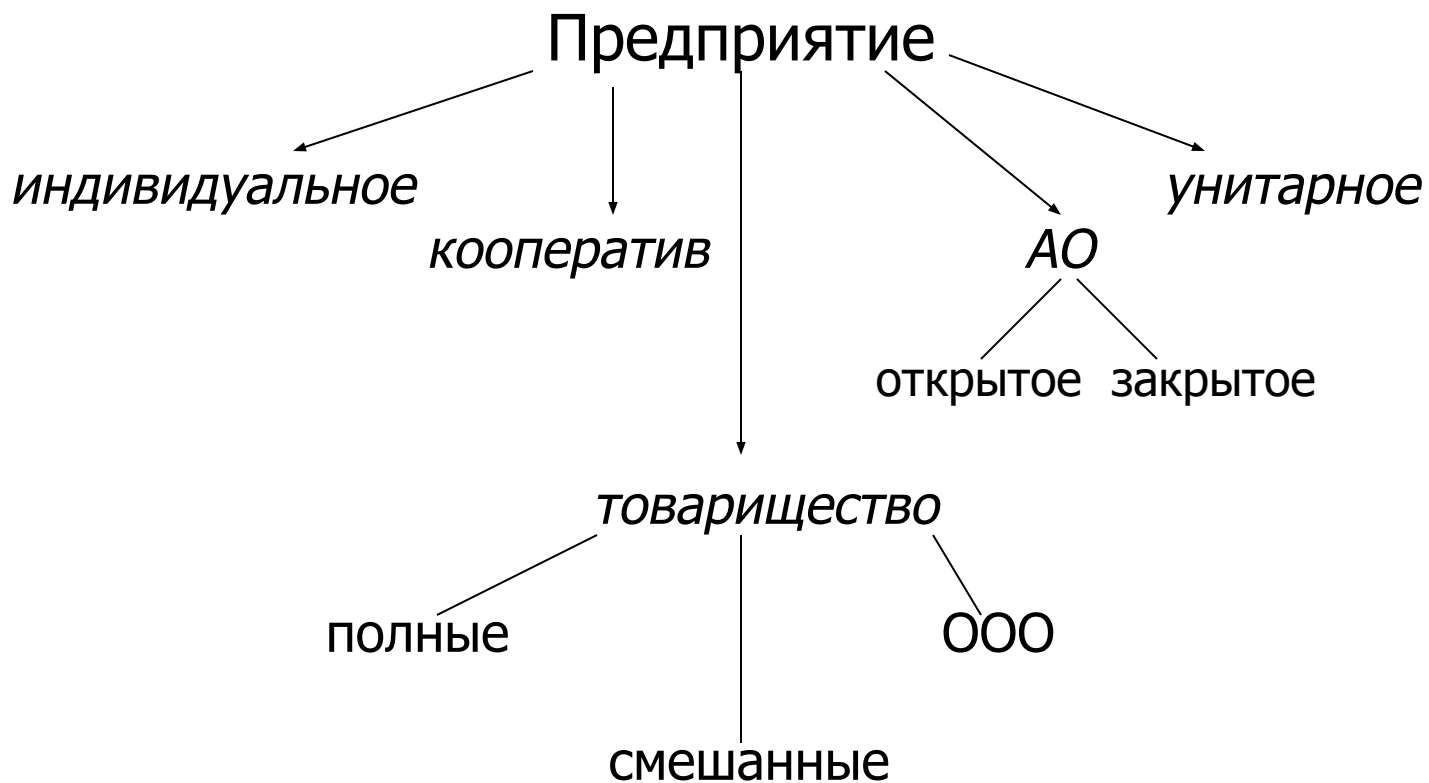 Предприятие
индивидуальное
унитарное
кооператив
АО
открытое закрытое
товарищество
полные
ООО
смешанные